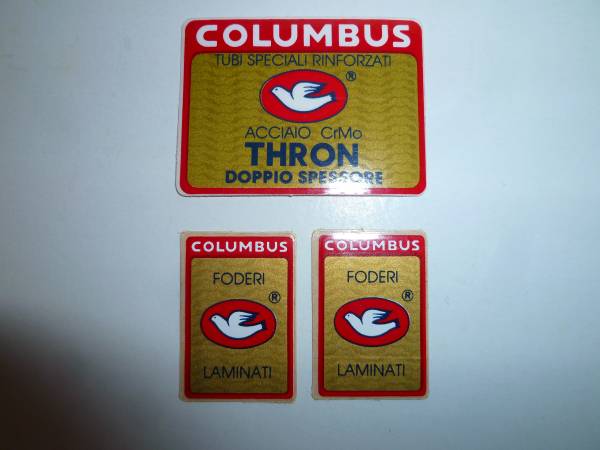 COLUMBUS
TUBI SPECIALI RINFORZATI
®
ACCIAIO CrMo
THRON
DOPPIO SPESSORE
COLUMBUS
FODERI
®
LAMINATI
COLUMBUS
FODERI
®
LAMINATI